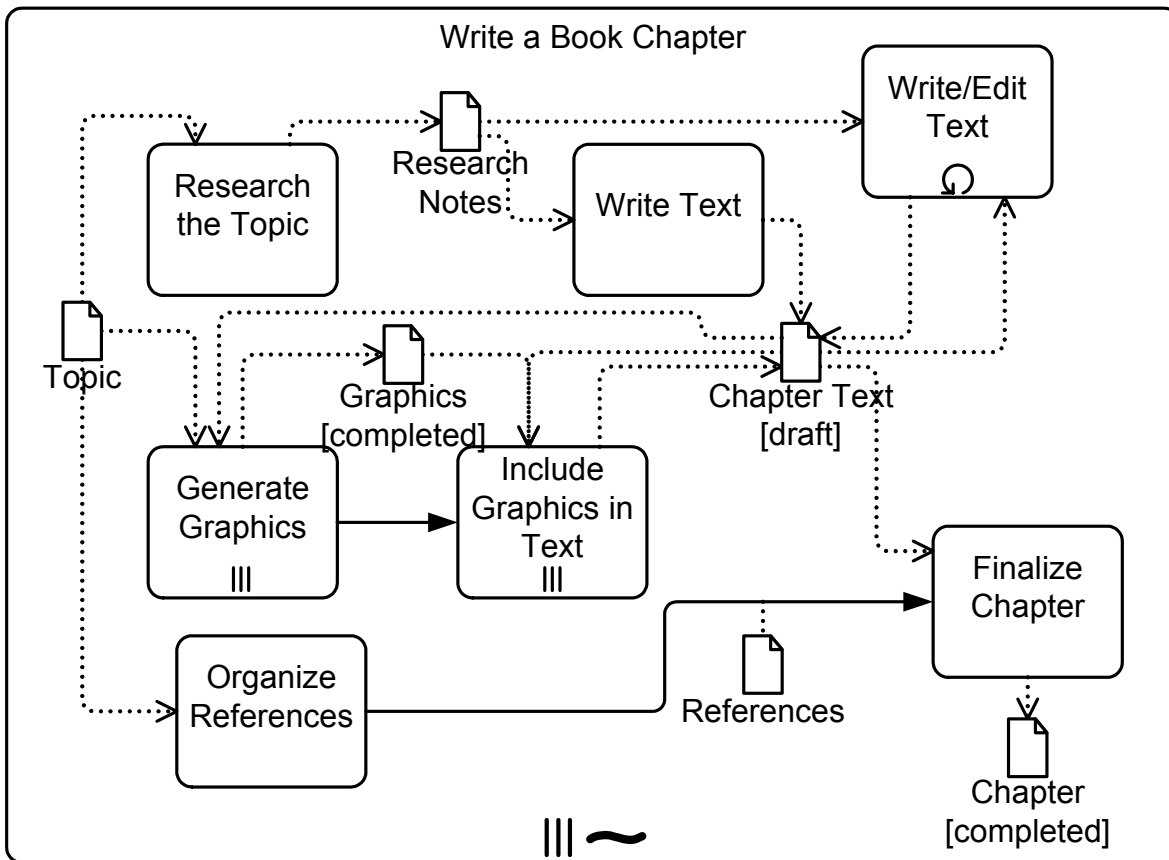 Write a Book Chapter
Write/Edit
Text
Research
Notes
Research
the Topic
Write Text
Topic
Graphics
[completed]
Chapter Text
[draft]
Generate
Graphics
Include
Graphics in
Text
Finalize
Chapter
Organize
References
References
Chapter
[completed]